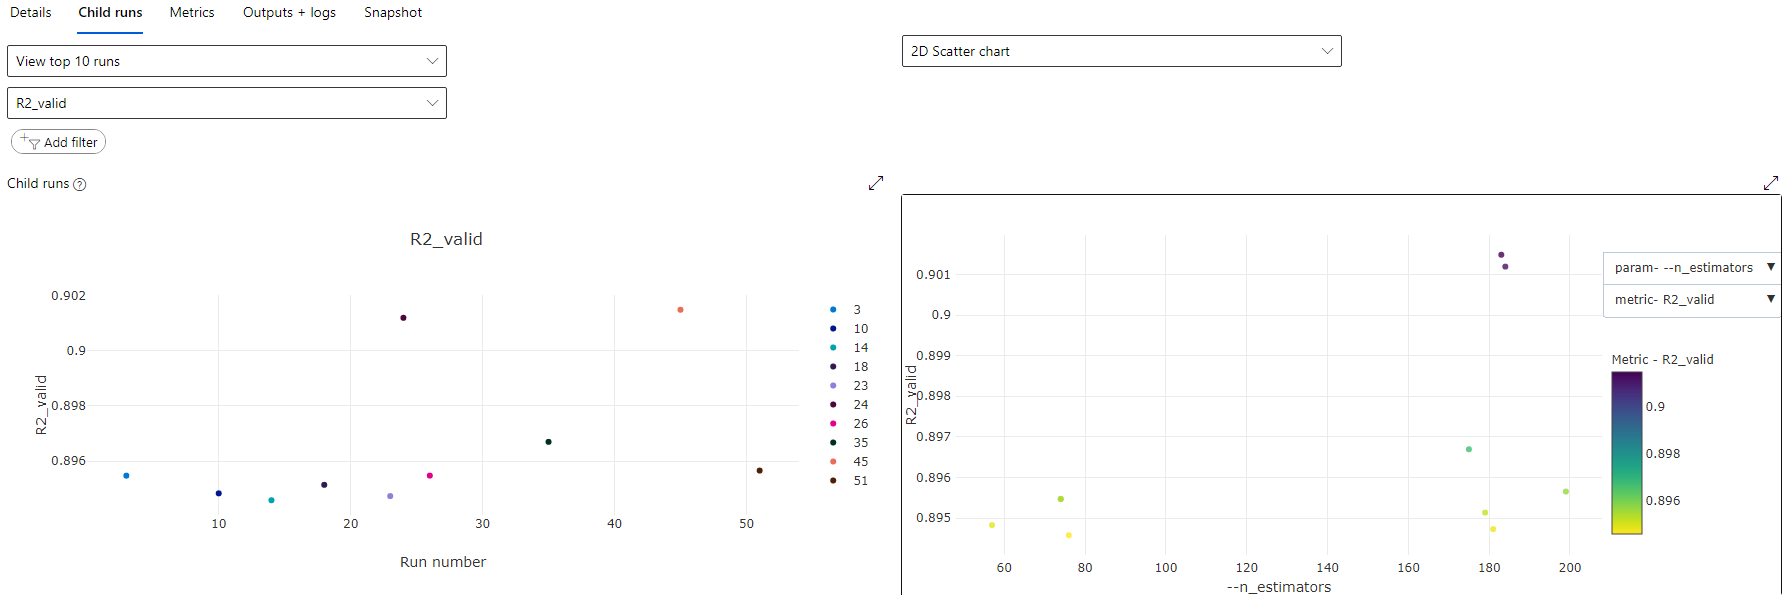 Details Child runs Metrics Outputs + logs Snapshot
View top 10 runs
R2_valid
Add filter
Child runs
R2_valid
0.902
0.9
0.898
0.896
R2_valid
10 20 30 40 50
Run number
3
10
14
18
23
24
26
35
45
51
2D Scatter chart
0.901
0.9
0.899
0.898
0.897
0.896
0.895
R2_valid
60 80 100 120 140 160 180 200
--n_estimators
param- --n_estimators
metric- R2_valid
Metric - R2_valid
0.9
0.898
0.896